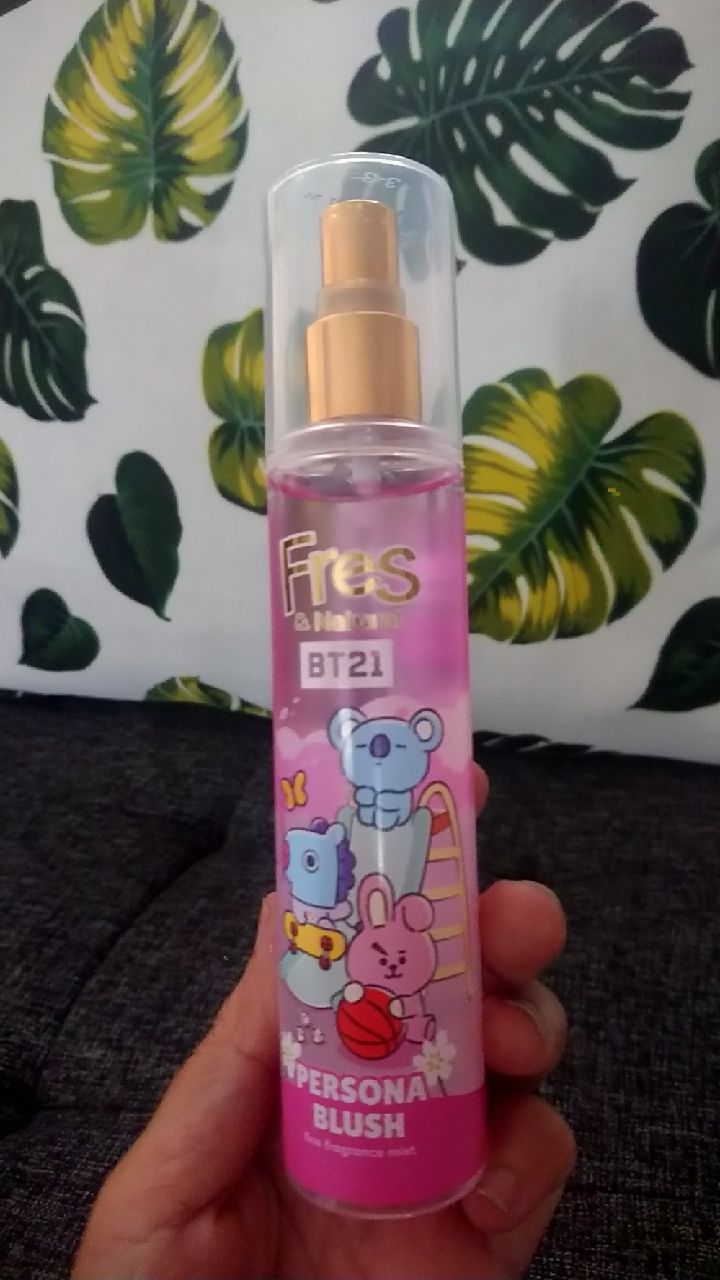 Fres
& Natural
BT21
PERSONA
BLUSH
fine fragrance mist